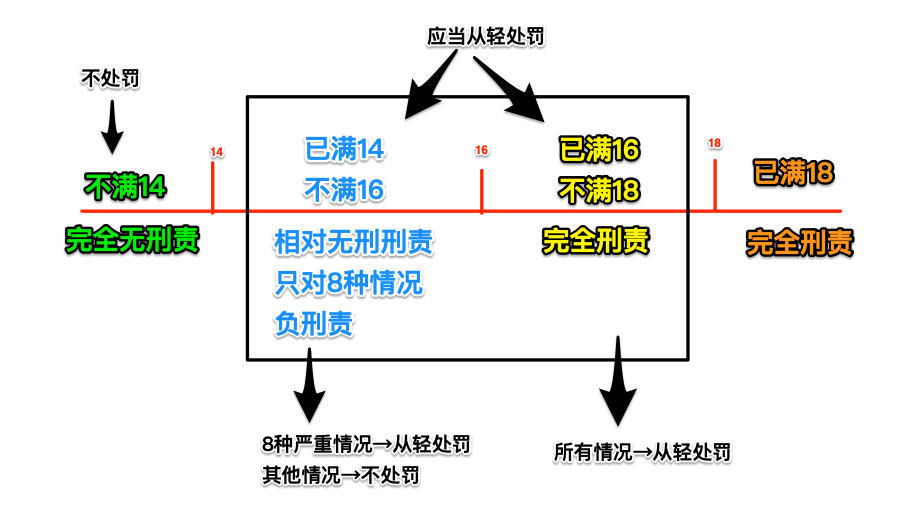 应当从轻处罚
不处罚
14
16
18
不满14
已满14
不满16
已满16
不满18
已满18
完全无刑责
相对无刑刑责
只对8种情况
负刑责
完全刑责
完全刑责
8种严重情况→从轻处罚
其他情况→不处罚
所有情况→从轻处罚